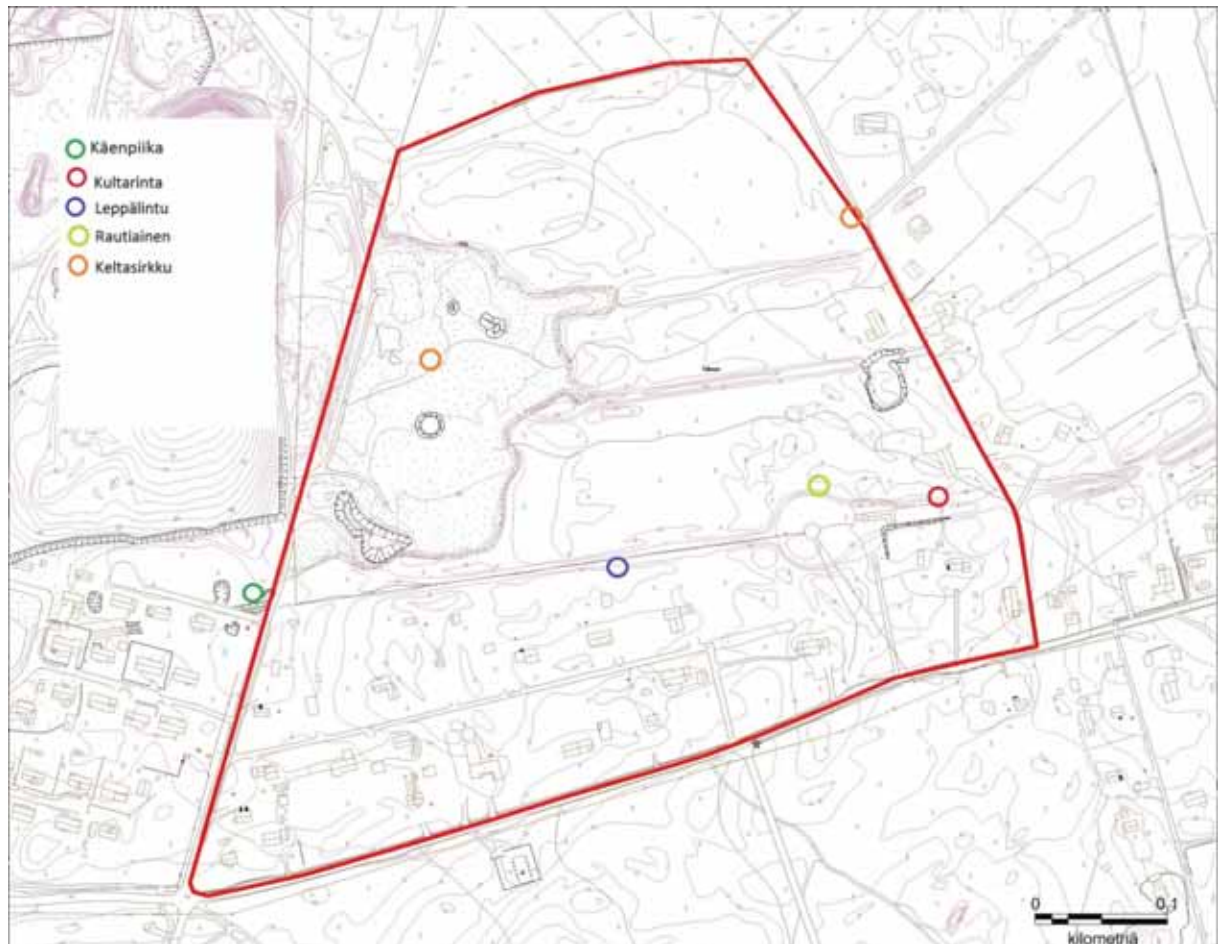 Käenpiika
Kultarinta
Leppälintu
Rautiainen
Keltasirkku
0 0,1
kilometriä